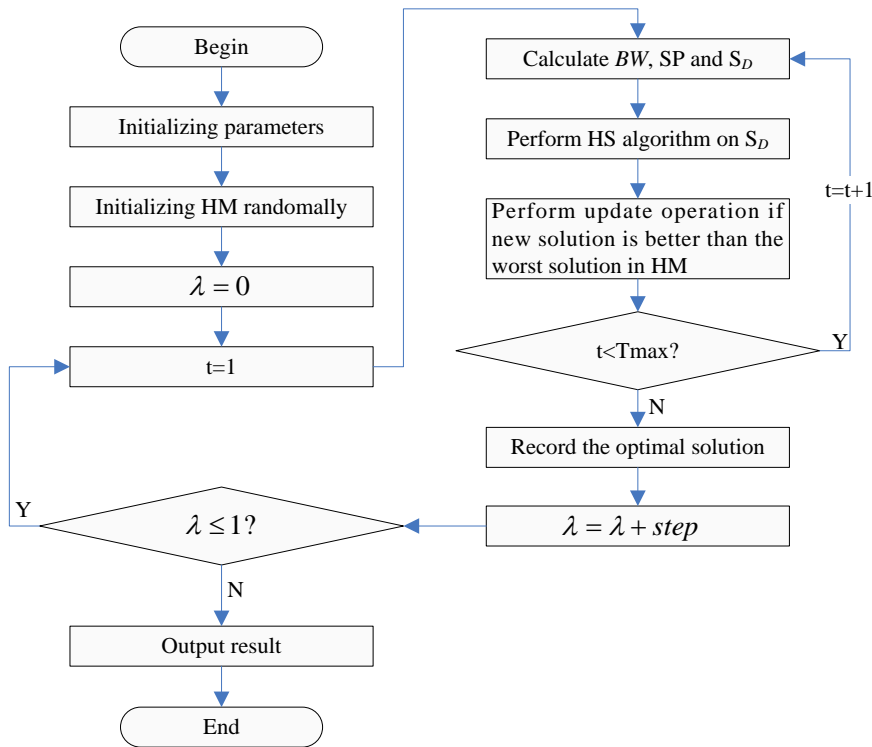 Begin
Initializing parameters
Initializing HM randomally
λ = 0
t=1
Calculate BW, SP and S_D
Perform HS algorithm on S_D
Perform update operation if
new solution is better than the
worst solution in HM
t<Tmax?
Y
t=t+1
N
Record the optimal solution
λ = λ + step
λ ≤ 1?
Y
N
Output result
End